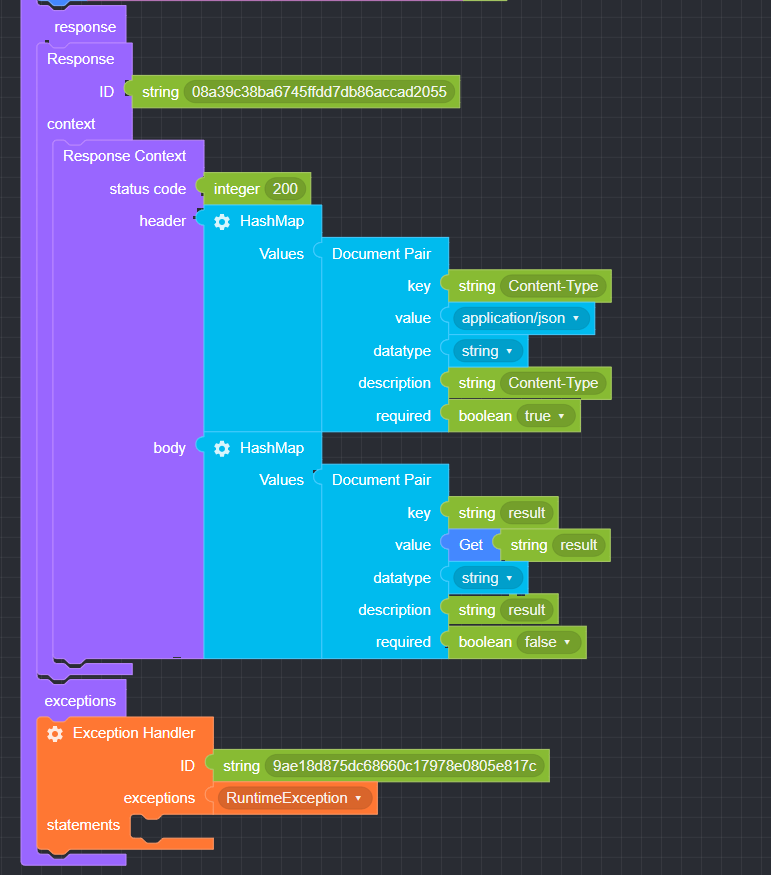 response
Response
ID string 08a39c38ba6745ffdd7db86accad2055
context
Response Context
status code integer 200
header HashMap
Values Document Pair
key string Content-Type
value application/json
datatype string
description string Content-Type
required boolean true
body HashMap
Values Document Pair
key string result
value Get string result
datatype string
description string result
required boolean false
exceptions
Exception Handler
ID string 9ae18d875dc68660c17978e0805e817c
exceptions RuntimeException
statements